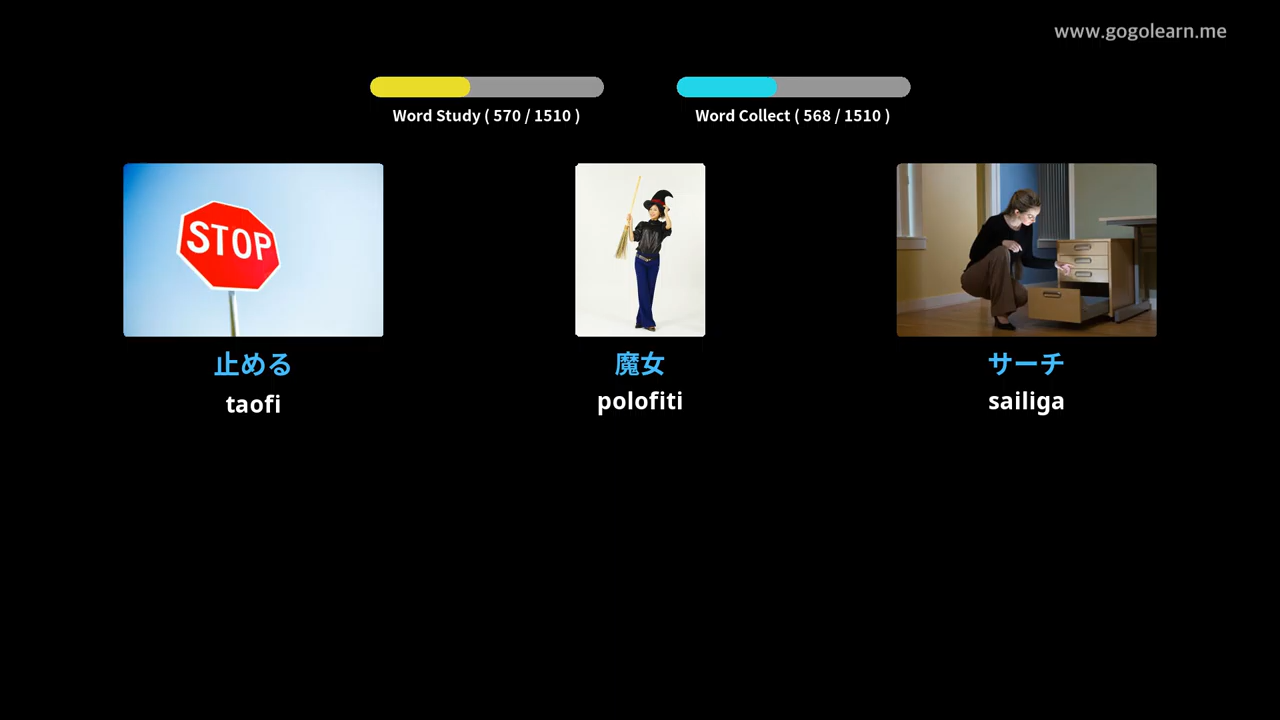 www.gogolearn.me
Word Study ( 570 / 1510 )
Word Collect ( 568 / 1510 )
STOP
止める
魔女
サーチ
taofi
polofiti
sailiga